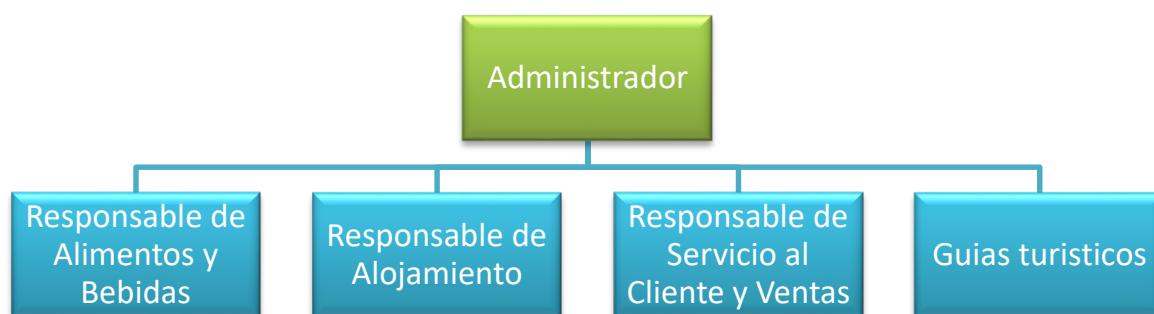 Administrador
Responsable de
Alimentos y
Bebidas
Responsable de
Alojamiento
Responsable de
Servicio al
Cliente y Ventas
Guias turisticos